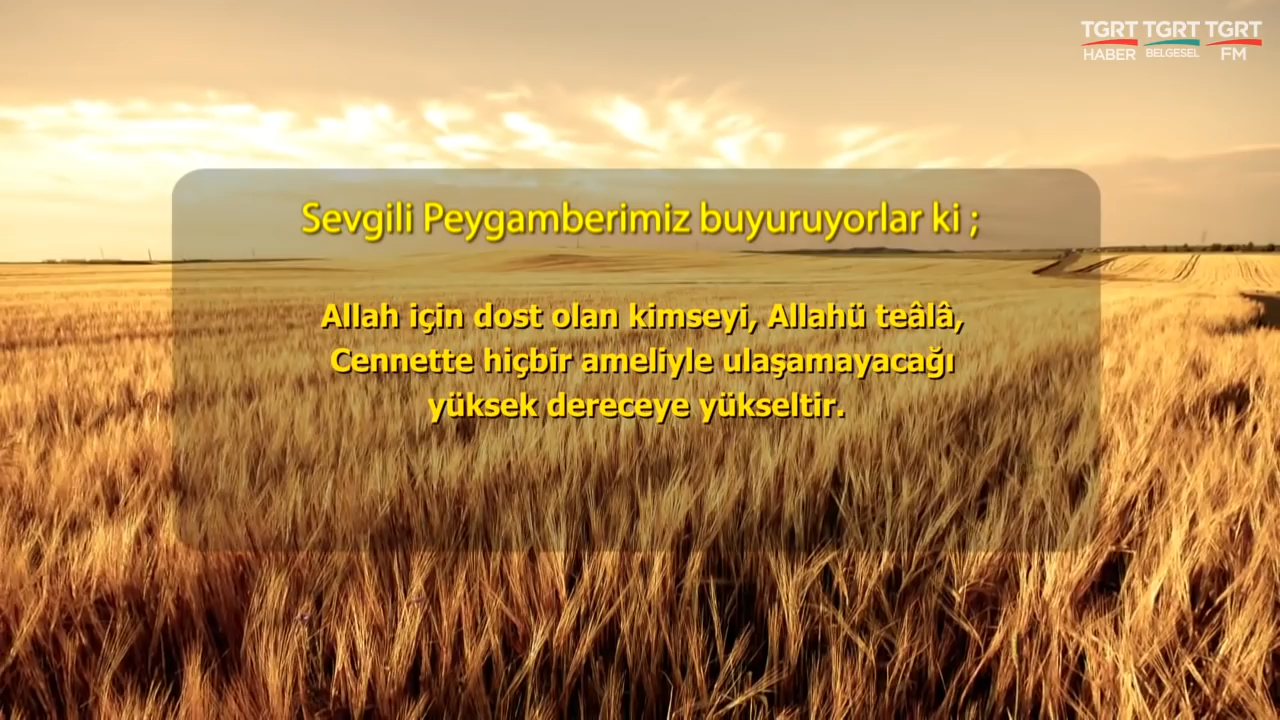 TGRT TGRT TGRT
HABER BELGESEL FM
Sevgili Peygamberimiz buyuruyorlar ki ;
Allah için dost olan kimseyi, Allahü teâlâ,
Cennette hiçbir ameliyle ulaşamayacağı
yüksek dereceye yükseltir.